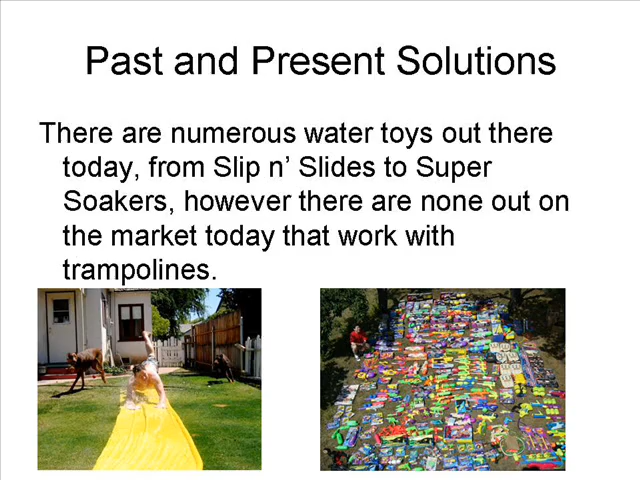 Past and Present Solutions
There are numerous water toys out there
today, from Slip n’ Slides to Super
Soakers, however there are none out on
the market today that work with
trampolines.